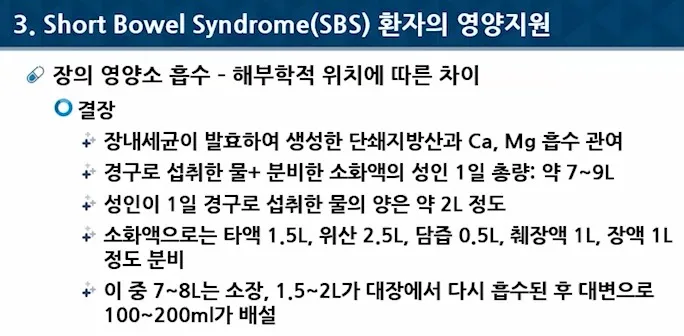 3. Short Bowel Syndrome(SBS) 환자의 영양지원
장의 영양소 흡수 - 해부학적 위치에 따른 차이
결장
장내세균이 발효하여 생성한 단쇄지방산과 Ca, Mg 흡수 관여
경구로 섭취한 물+ 분비한 소화액의 성인 1일 총량: 약 7~9L
성인이 1일 경구로 섭취한 물의 양은 약 2L 정도
소화액으로는 타액 1.5L, 위산 2.5L, 담즙 0.5L, 췌장액 1L, 장액 1L
정도 분비
이 중 7~8L는 소장, 1.5~2L가 대장에서 다시 흡수된 후 대변으로
100~200ml가 배설